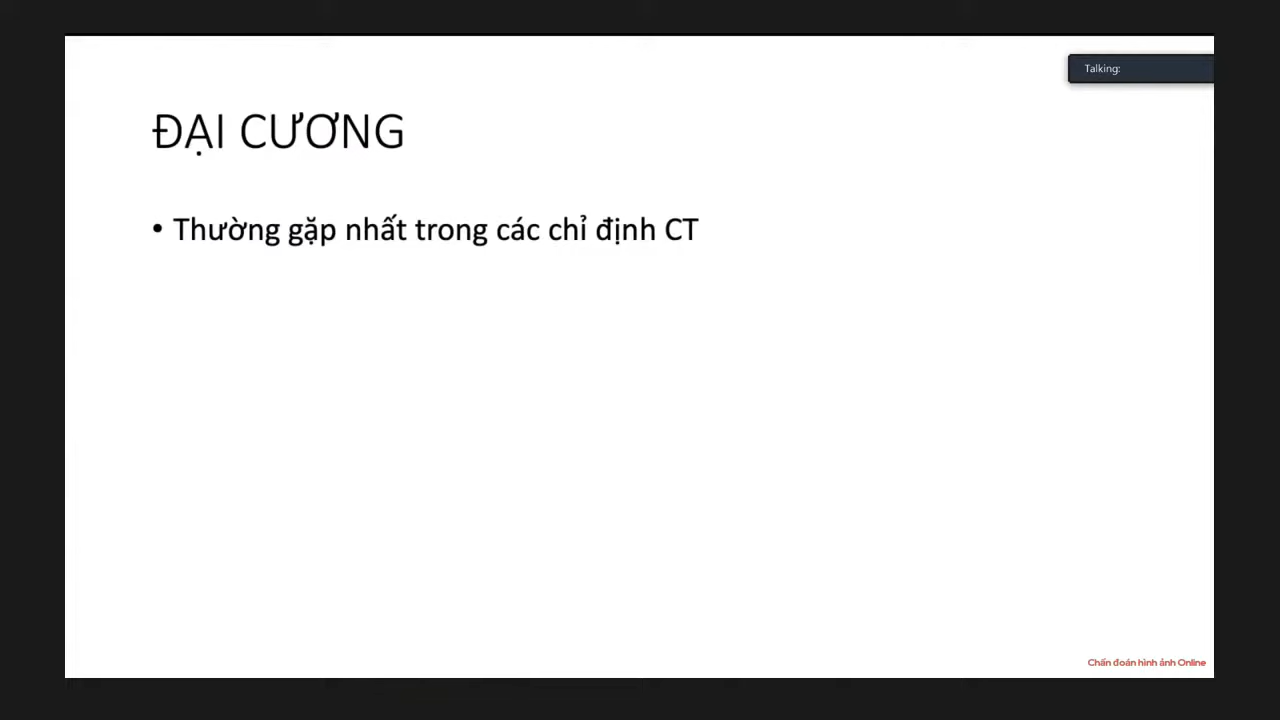 Talking:
ĐẠI CƯƠNG
• Thường gặp nhất trong các chỉ định CT
Chẩn đoán hình ảnh Online